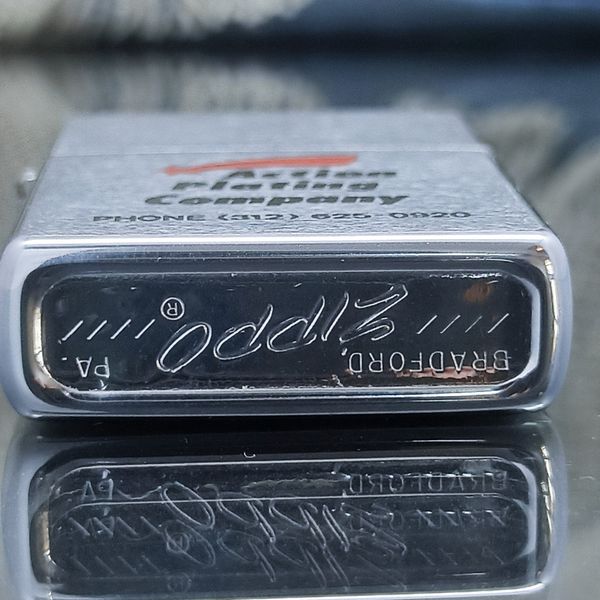 Action
Plating
Company
PHONE (312) 625-0920
BRADFORD, PA.
//// ZIPPO® ////